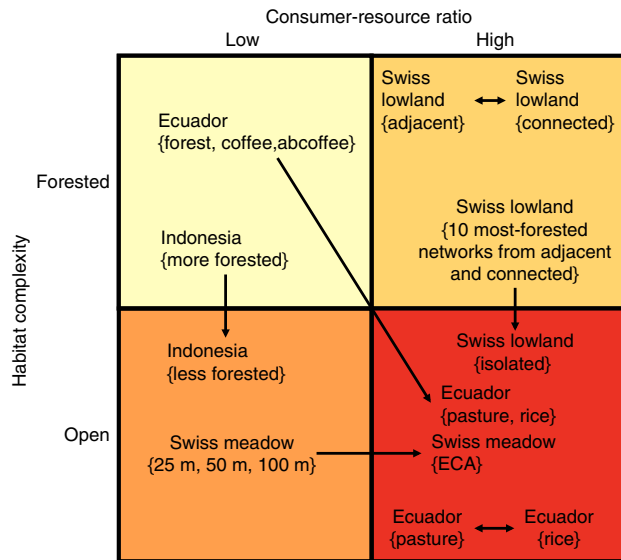 Consumer-resource ratio
Low
High
Habitat complexity
Forested
Open
Ecuador
{forest, coffee,abcoffee}
Indonesia
{more forested}
Swiss
lowland
{adjacent}
Swiss
lowland
{connected}
Swiss lowland
{10 most-forested
networks from adjacent
and connected}
Indonesia
{less forested}
Swiss meadow
{25 m, 50 m, 100 m}
Swiss lowland
{isolated}
Ecuador
{pasture, rice}
Swiss meadow
{ECA}
Ecuador
{pasture}
Ecuador
{rice}